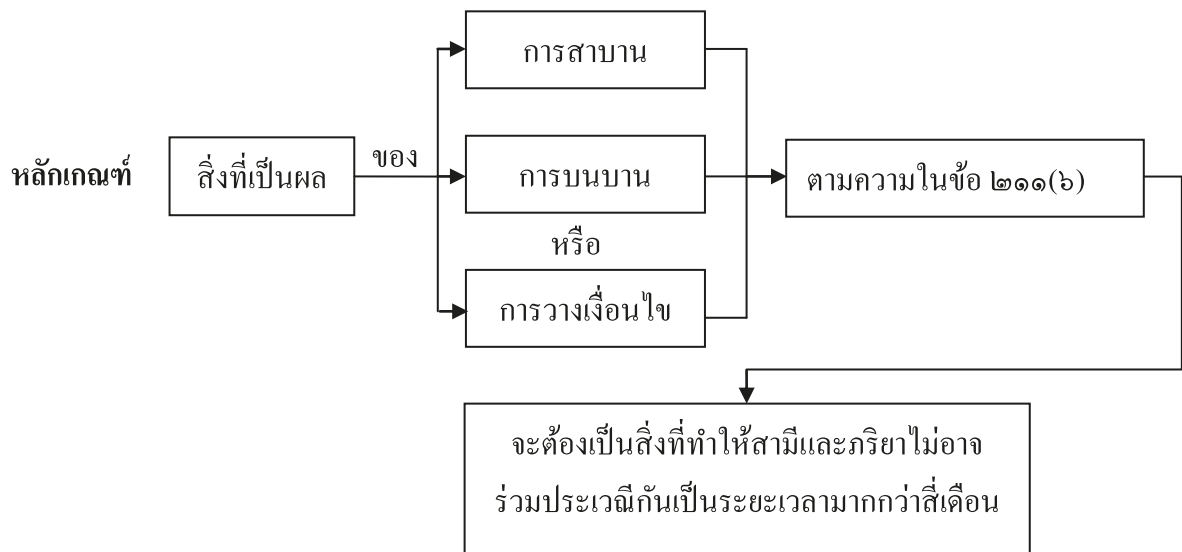 การสาบาน
หลักเกณฑ์
สิ่งที่เป็นผล
ของ
การบนบาน
ตามความในข้อ ๒๑๑(๖)
หรือ
การวางเงื่อนไข
จะต้องเป็นสิ่งที่ทำให้สามีและภริยาไม่อาจ
ร่วมประเวณีกันเป็นระยะเวลามากกว่าสี่เดือน